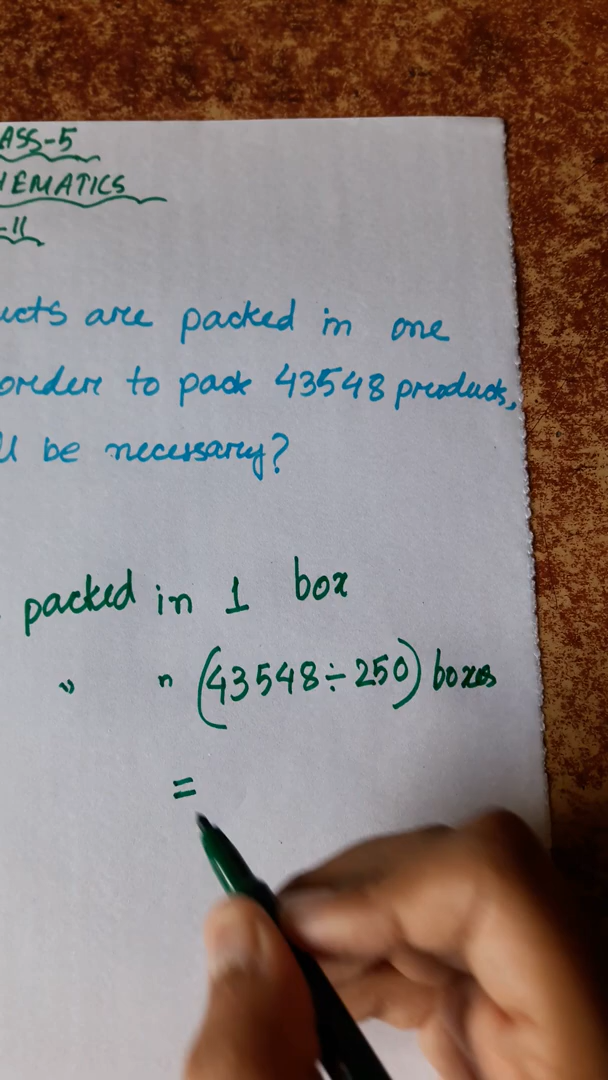 ASS-5
EMATICS
-11
ucts are packed in one
order to pack 43548 products,
be necessary?
packed in 1 box
" " (43548÷250) boxes
=